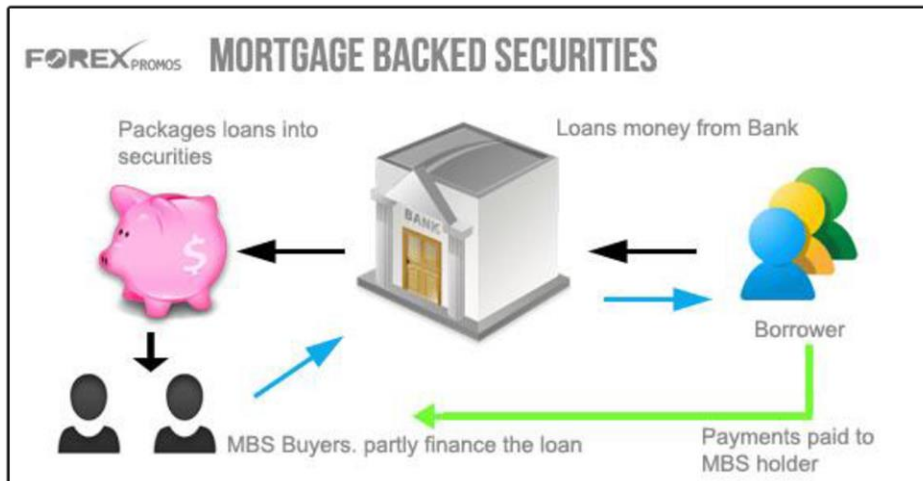 FOREX PROMOS
MORTGAGE BACKED SECURITIES
Packages loans into
securities
Loans money from Bank
$
BANK
Borrower
MBS Buyers. partly finance the loan
Payments paid to
MBS holder